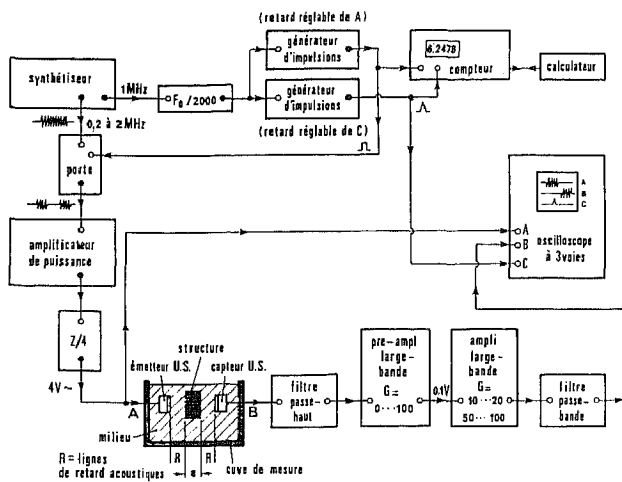 (retard réglable de A)
générateur
d'impulsions
6.2478
compteur
calculateur
synthétiseur
1MHz
F₀/2000
générateur
d'impulsions
(retard réglable de C)
0,2 à 2MHz
porte
A
B
C
A
B
C
oscilloscope
à 3 voies
amplificateur
de puissance
Z/4
4V~
structure
émetteur U.S.
capteur U.S.
A
B
milieu
R
e
R
cuve de mesure
R = lignes
de retard acoustiques
filtre
passe-
haut
pre-ampl
large-
bande
G=
0···100
0.1V
ampli
large-
bande
G=
10···20
50···100
filtre
passe-
bande